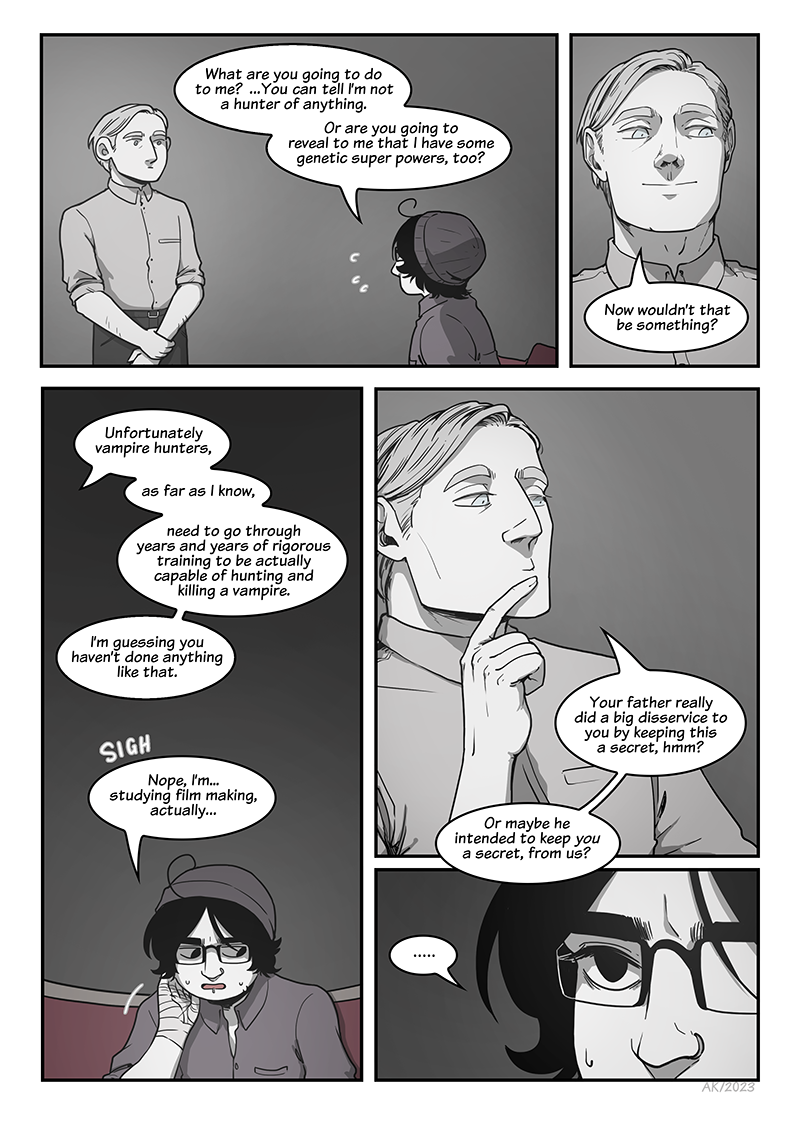 What are you going to do
to me? ...You can tell I'm not
a hunter of anything.
Or are you going to
reveal to me that I have some
genetic super powers, too?
Now wouldn't that
be something?
Unfortunately
vampire hunters,
as far as I know,
need to go through
years and years of rigorous
training to be actually
capable of hunting and
killing a vampire.
I'm guessing you
haven't done anything
like that.
SIGH
Nope, I'm...
studying film making,
actually...
Your father really
did a big disservice to
you by keeping this
a secret, hmm?
Or maybe he
intended to keep you
a secret, from us?
.....
AK/2023